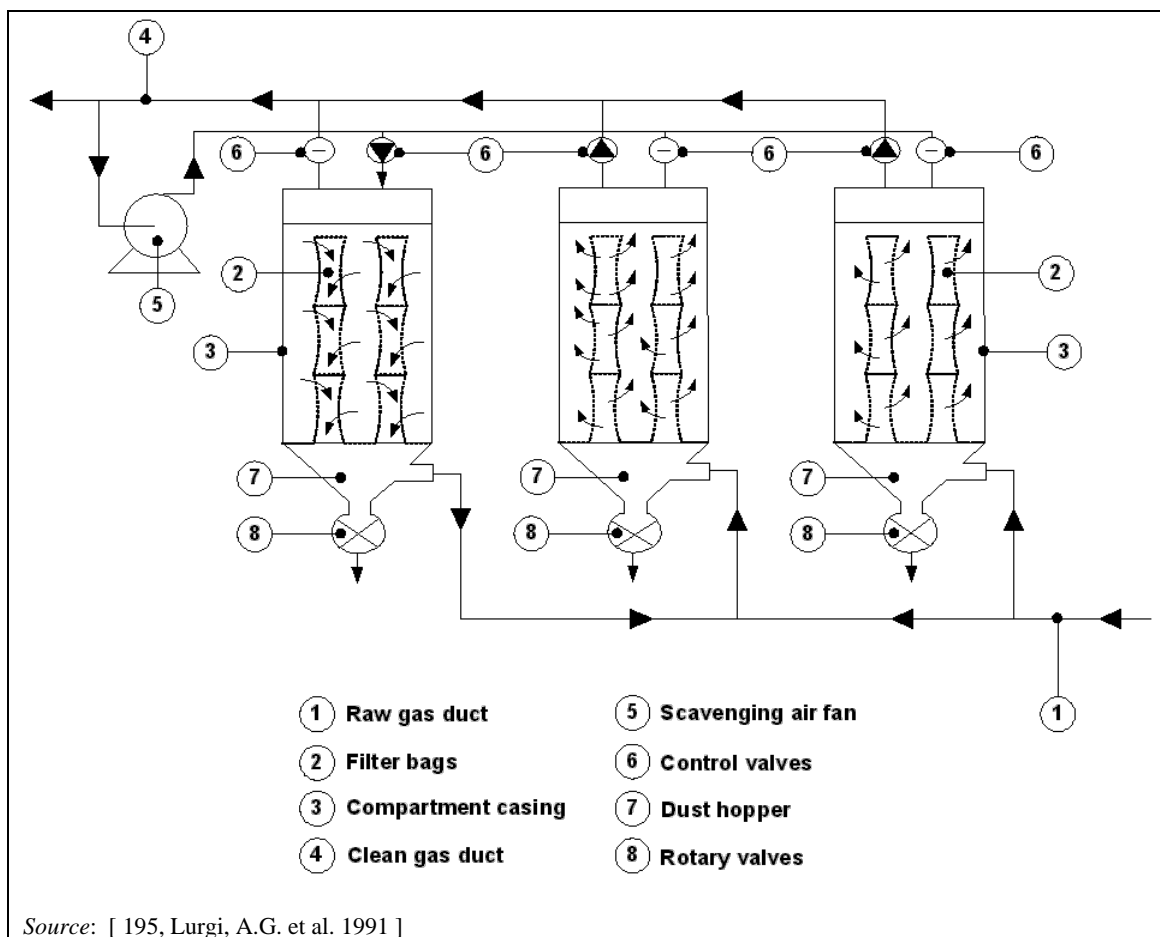 4
6
6
6
6
2
2
5
3
3
7
7
7
8
8
8
1
1 Raw gas duct
2 Filter bags
3 Compartment casing
4 Clean gas duct
5 Scavenging air fan
6 Control valves
7 Dust hopper
8 Rotary valves
Source: [ 195, Lurgi, A.G. et al. 1991 ]